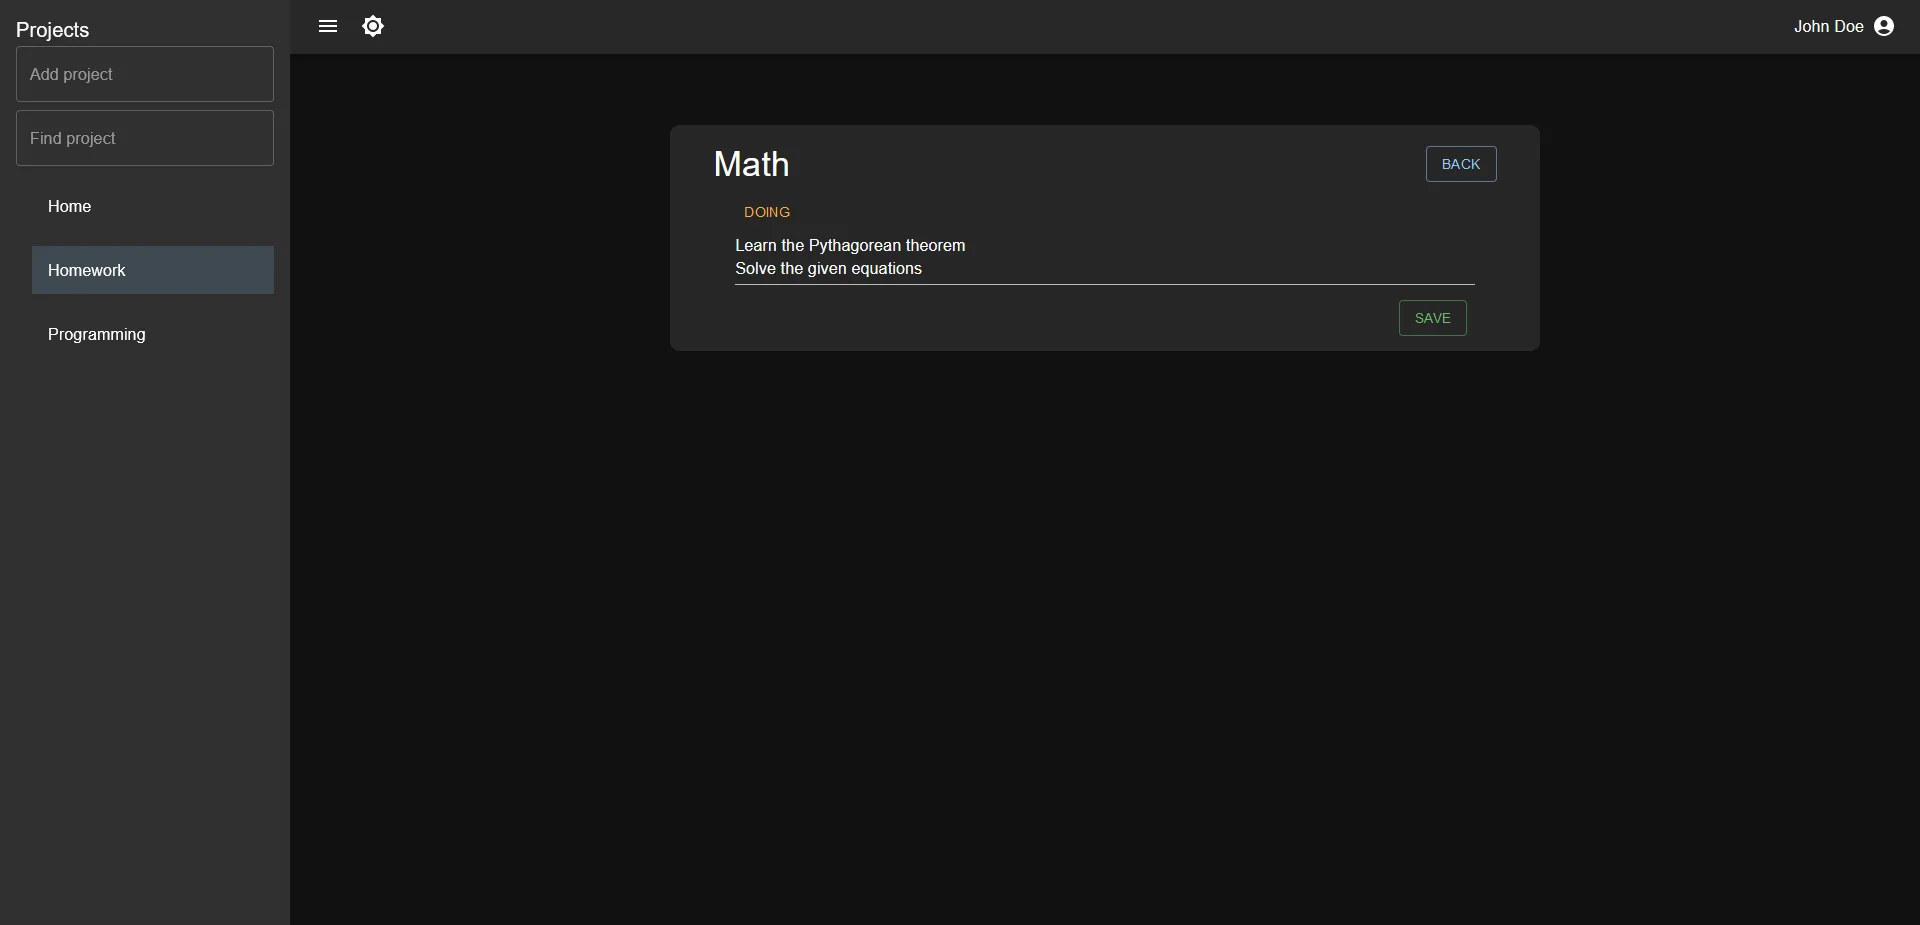 Projects
Add project
Find project
Home
Homework
Programming
John Doe
Math
BACK
DOING
Learn the Pythagorean theorem
Solve the given equations
SAVE